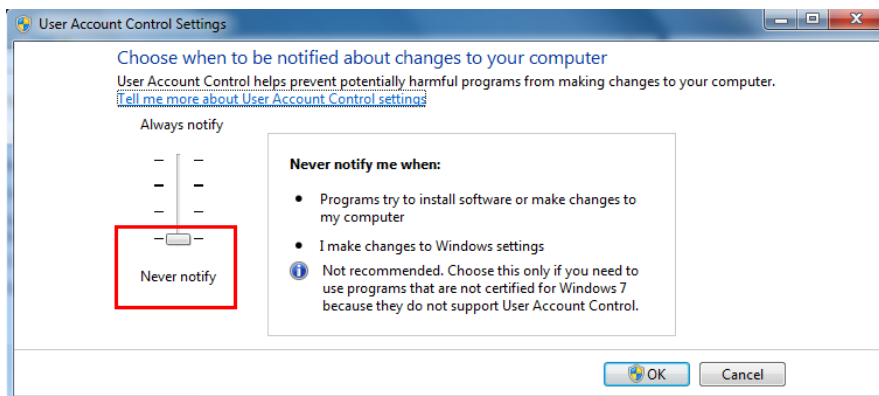 User Account Control Settings
Choose when to be notified about changes to your computer
User Account Control helps prevent potentially harmful programs from making changes to your computer.
Tell me more about User Account Control settings
Always notify
Never notify
Never notify me when:
• Programs try to install software or make changes to
my computer
• I make changes to Windows settings
Not recommended. Choose this only if you need to
use programs that are not certified for Windows 7
because they do not support User Account Control.
OK Cancel